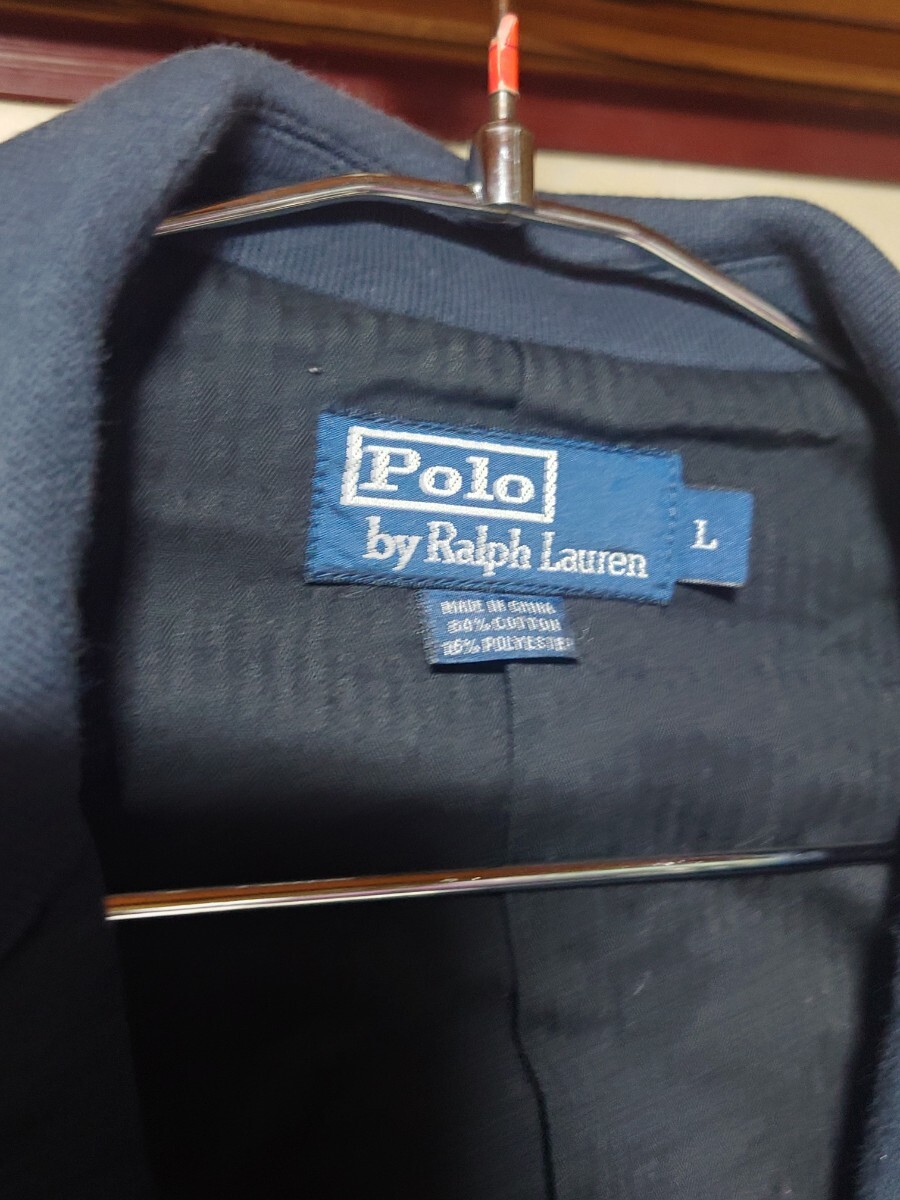 Polo
by Ralph Lauren
L
MADE IN CHINA
COTTON
POLYESTER